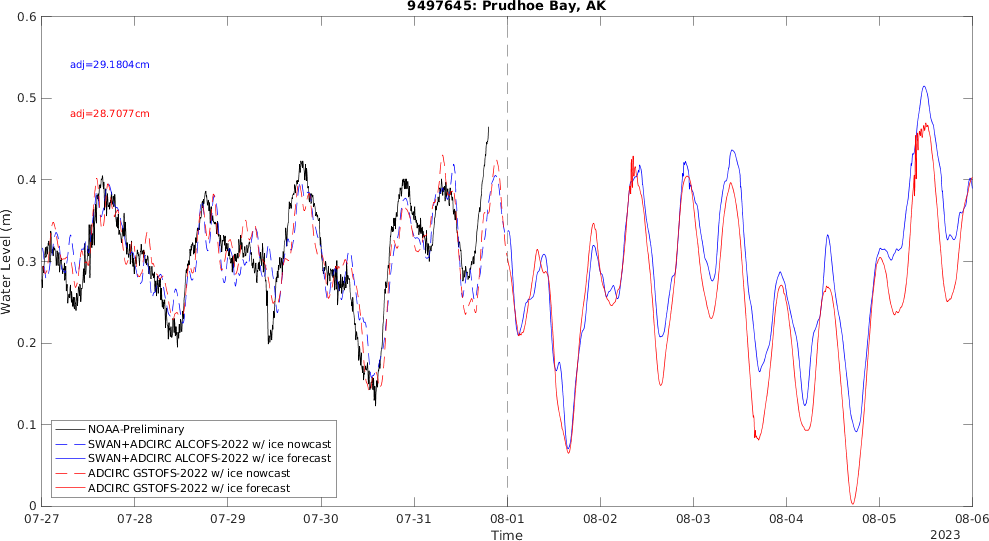 9497645: Prudhoe Bay, AK
0.6
adj=29.1804cm
0.5
adj=28.7077cm
0.4
0.3
Water Level (m)
0.2
0.1
NOAA-Preliminary
SWAN+ADCIRC ALCOFS-2022 w/ ice nowcast
SWAN+ADCIRC ALCOFS-2022 w/ ice forecast
ADCIRC GSTOFS-2022 w/ ice nowcast
ADCIRC GSTOFS-2022 w/ ice forecast
0
07-27 07-28 07-29 07-30 07-31 08-01 08-02 08-03 08-04 08-05 08-06
Time
2023